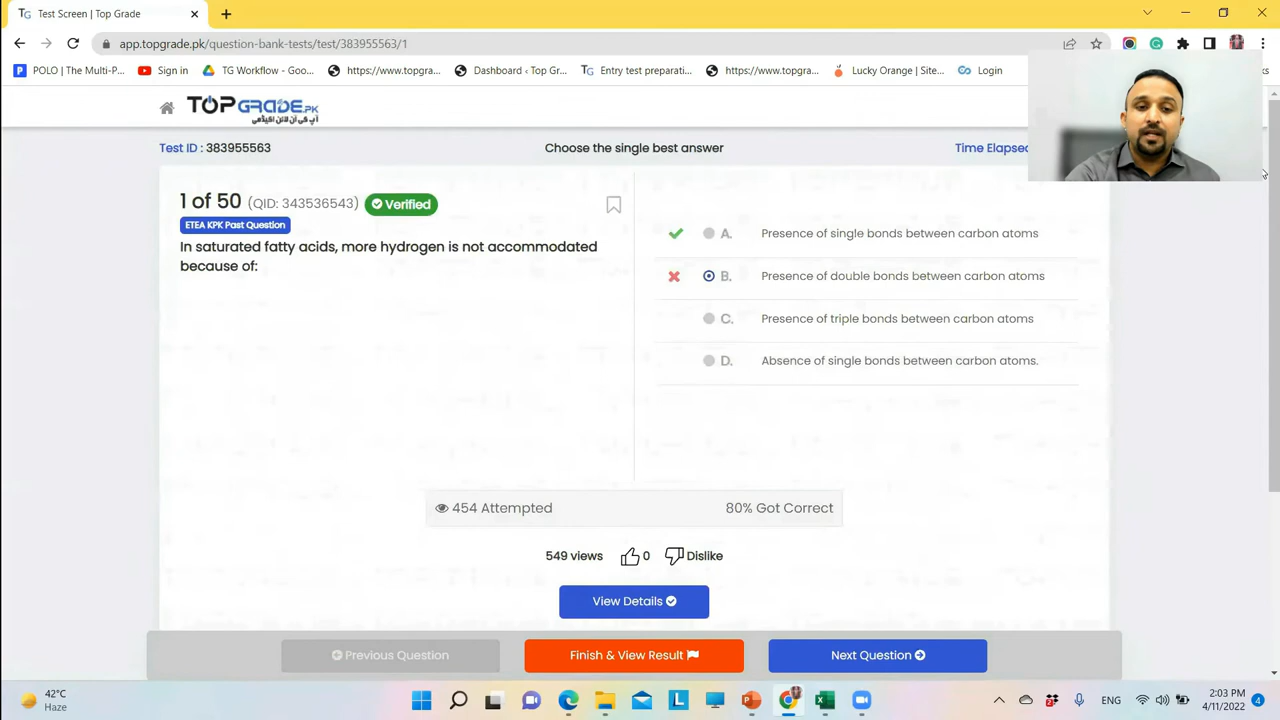 Test Screen | Top Grade
app.topgrade.pk/question-bank-tests/test/383955563/1
POLO | The Multi-P...
Sign in
TG Workflow - Goo...
https://www.topgra...
Dashboard ‹ Top Gr...
Entry test preparati...
https://www.topgra...
Lucky Orange | Site...
Login
TOPGRADE.PK
آپ کی آن لائن اکیڈمی
Test ID : 383955563
Choose the single best answer
Time Elapsed
1 of 50 (QID: 343536543) Verified
ETEA KPK Past Question
In saturated fatty acids, more hydrogen is not accommodated
because of:
A. Presence of single bonds between carbon atoms
B. Presence of double bonds between carbon atoms
C. Presence of triple bonds between carbon atoms
D. Absence of single bonds between carbon atoms.
454 Attempted
80% Got Correct
549 views
0
Dislike
View Details
Previous Question
Finish & View Result
Next Question
42°C
Haze
ENG
2:03 PM
4/11/2022
4